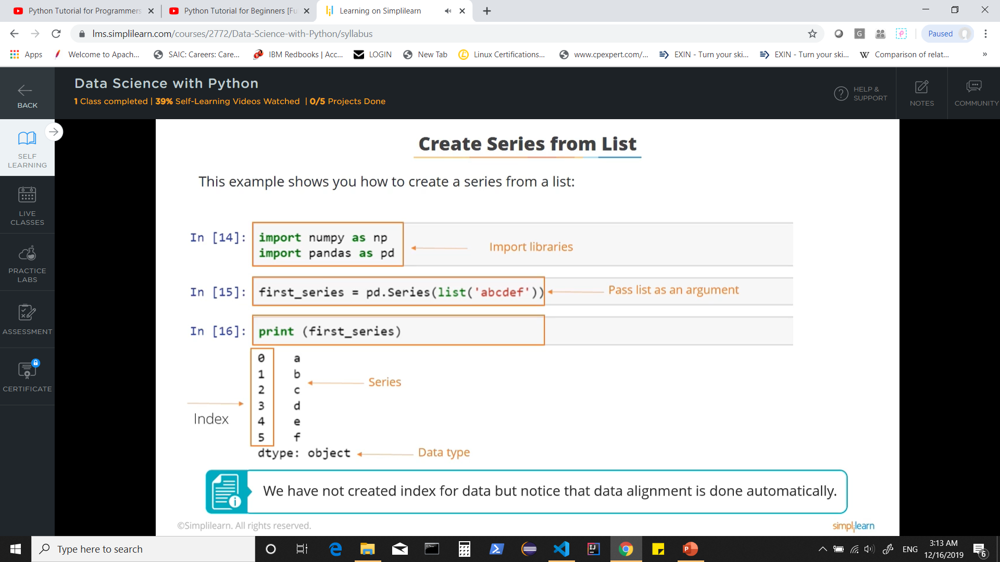 Python Tutorial for Programmers
Python Tutorial for Beginners [Fu
Learning on Simplilearn
lms.simplilearn.com/courses/2772/Data-Science-with-Python/syllabus
Paused
Apps
Welcome to Apach...
SAIC: Careers: Care...
IBM Redbooks | Acc...
LOGIN
New Tab
Linux Certifications...
www.cpexpert.com/...
EXIN - Turn your ski...
EXIN - Turn your ski...
W Comparison of relat...
»
BACK
Data Science with Python
1 Class completed | 39% Self-Learning Videos Watched | 0/5 Projects Done
HELP &
SUPPORT
NOTES
COMMUNITY
SELF
LEARNING
LIVE
CLASSES
PRACTICE
LABS
ASSESSMENT
CERTIFICATE
Create Series from List
This example shows you how to create a series from a list:
In [14]: import numpy as np
import pandas as pd
Import libraries
In [15]: first_series = pd.Series(list('abcdef'))
Pass list as an argument
In [16]: print (first_series)
0 a
1 b
2 c
3 d
4 e
5 f
Series
Index
dtype: object
Data type
We have not created index for data but notice that data alignment is done automatically.
©Simplilearn. All rights reserved.
simplilearn
Type here to search
ENG
3:13 AM
12/16/2019
6